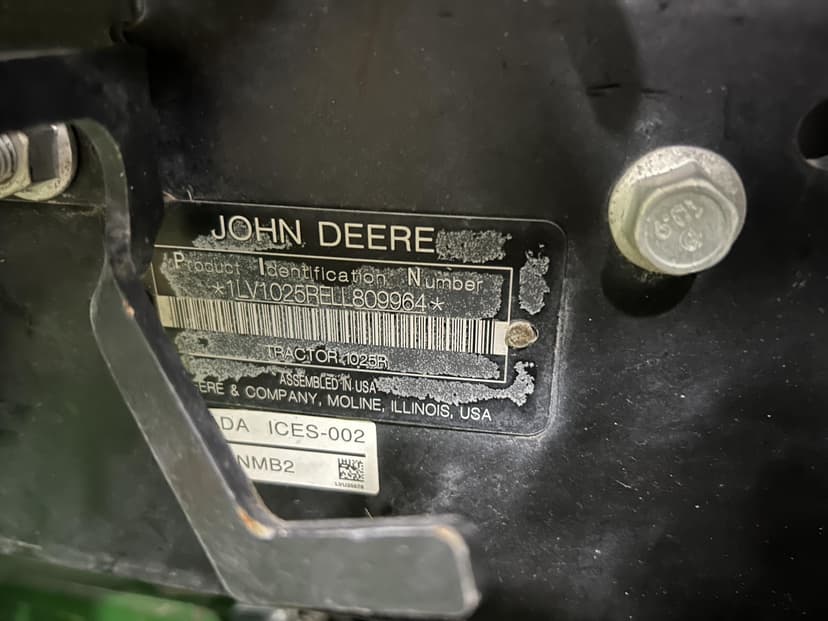 JOHN DEERE
Product Identification Number
*1LV1025RELL809964*
TRACTOR 1025R
ASSEMBLED IN USA
ERE & COMPANY, MOLINE, ILLINOIS, USA
DA ICES-002
NMB2